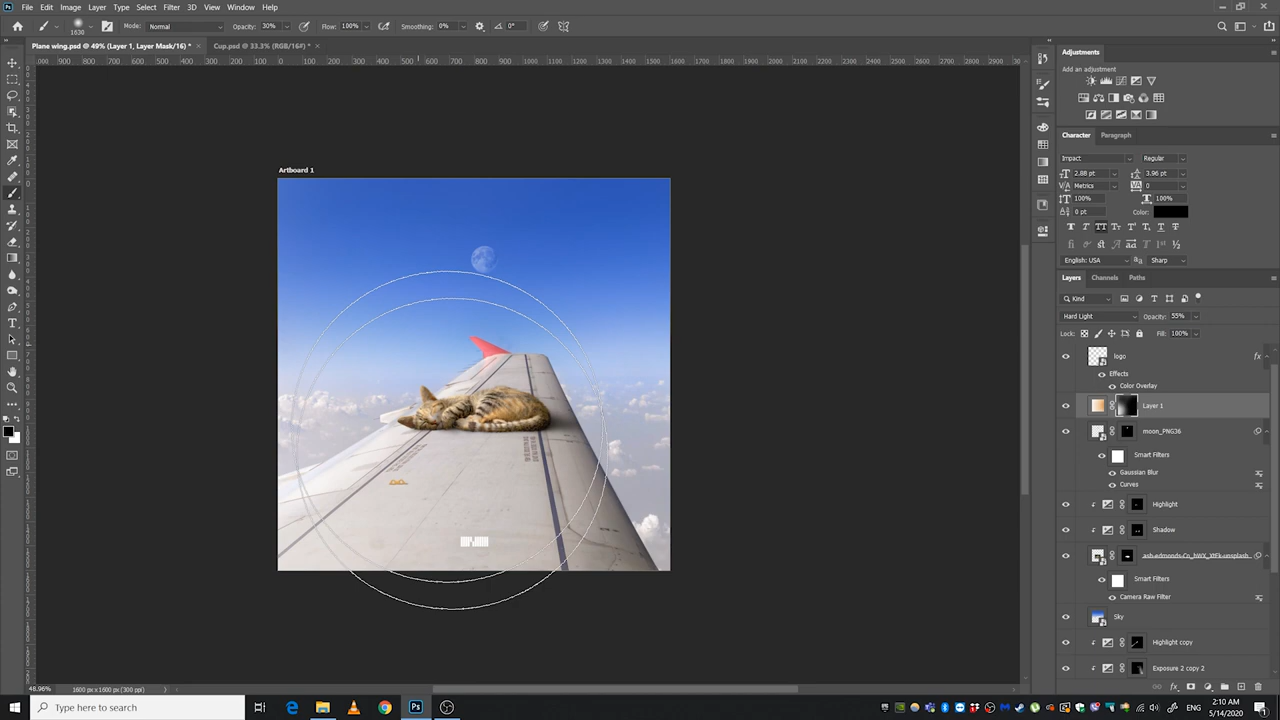 File Edit Image Layer Type Select Filter 3D View Window Help
1630 Mode: Normal Opacity: 30% Flow: 100% Smoothing: 0% 0°
Plane wing.psd @ 49% (Layer 1, Layer Mask/16) * × Cup.psd @ 33.3% (RGB/16#) * ×
Artboard 1
Adjustments
Add an adjustment
Character Paragraph
Impact Regular
2.88 pt 3.96 pt
Metrics 0
100% 100%
0 pt Color:
English: USA Sharp
Layers Channels Paths
Kind
Hard Light Opacity: 55%
Lock: Fill: 100%
logo fx
Effects
Color Overlay
Layer 1
moon_PNG36
Smart Filters
Gaussian Blur
Curves
Highlight
Shadow
ash-edmonds-Co_hWX_XtEk-unsplash
Smart Filters
Camera Raw Filter
Sky
Highlight copy
Exposure 2 copy 2
48.96% 1600 px x 1600 px (300 ppi)
Type here to search
ENG 2:10 AM
5/14/2020